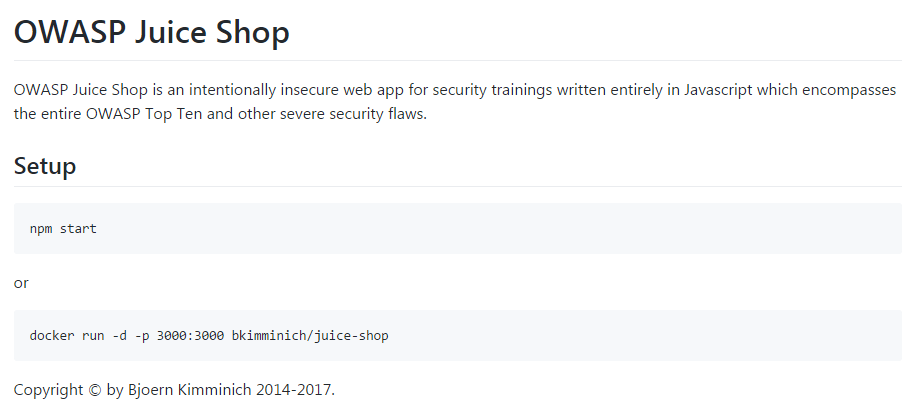 OWASP Juice Shop
OWASP Juice Shop is an intentionally insecure web app for security trainings written entirely in Javascript which encompasses
the entire OWASP Top Ten and other severe security flaws.
Setup
npm start
or
docker run -d -p 3000:3000 bkimminich/juice-shop
Copyright © by Bjoern Kimminich 2014-2017.